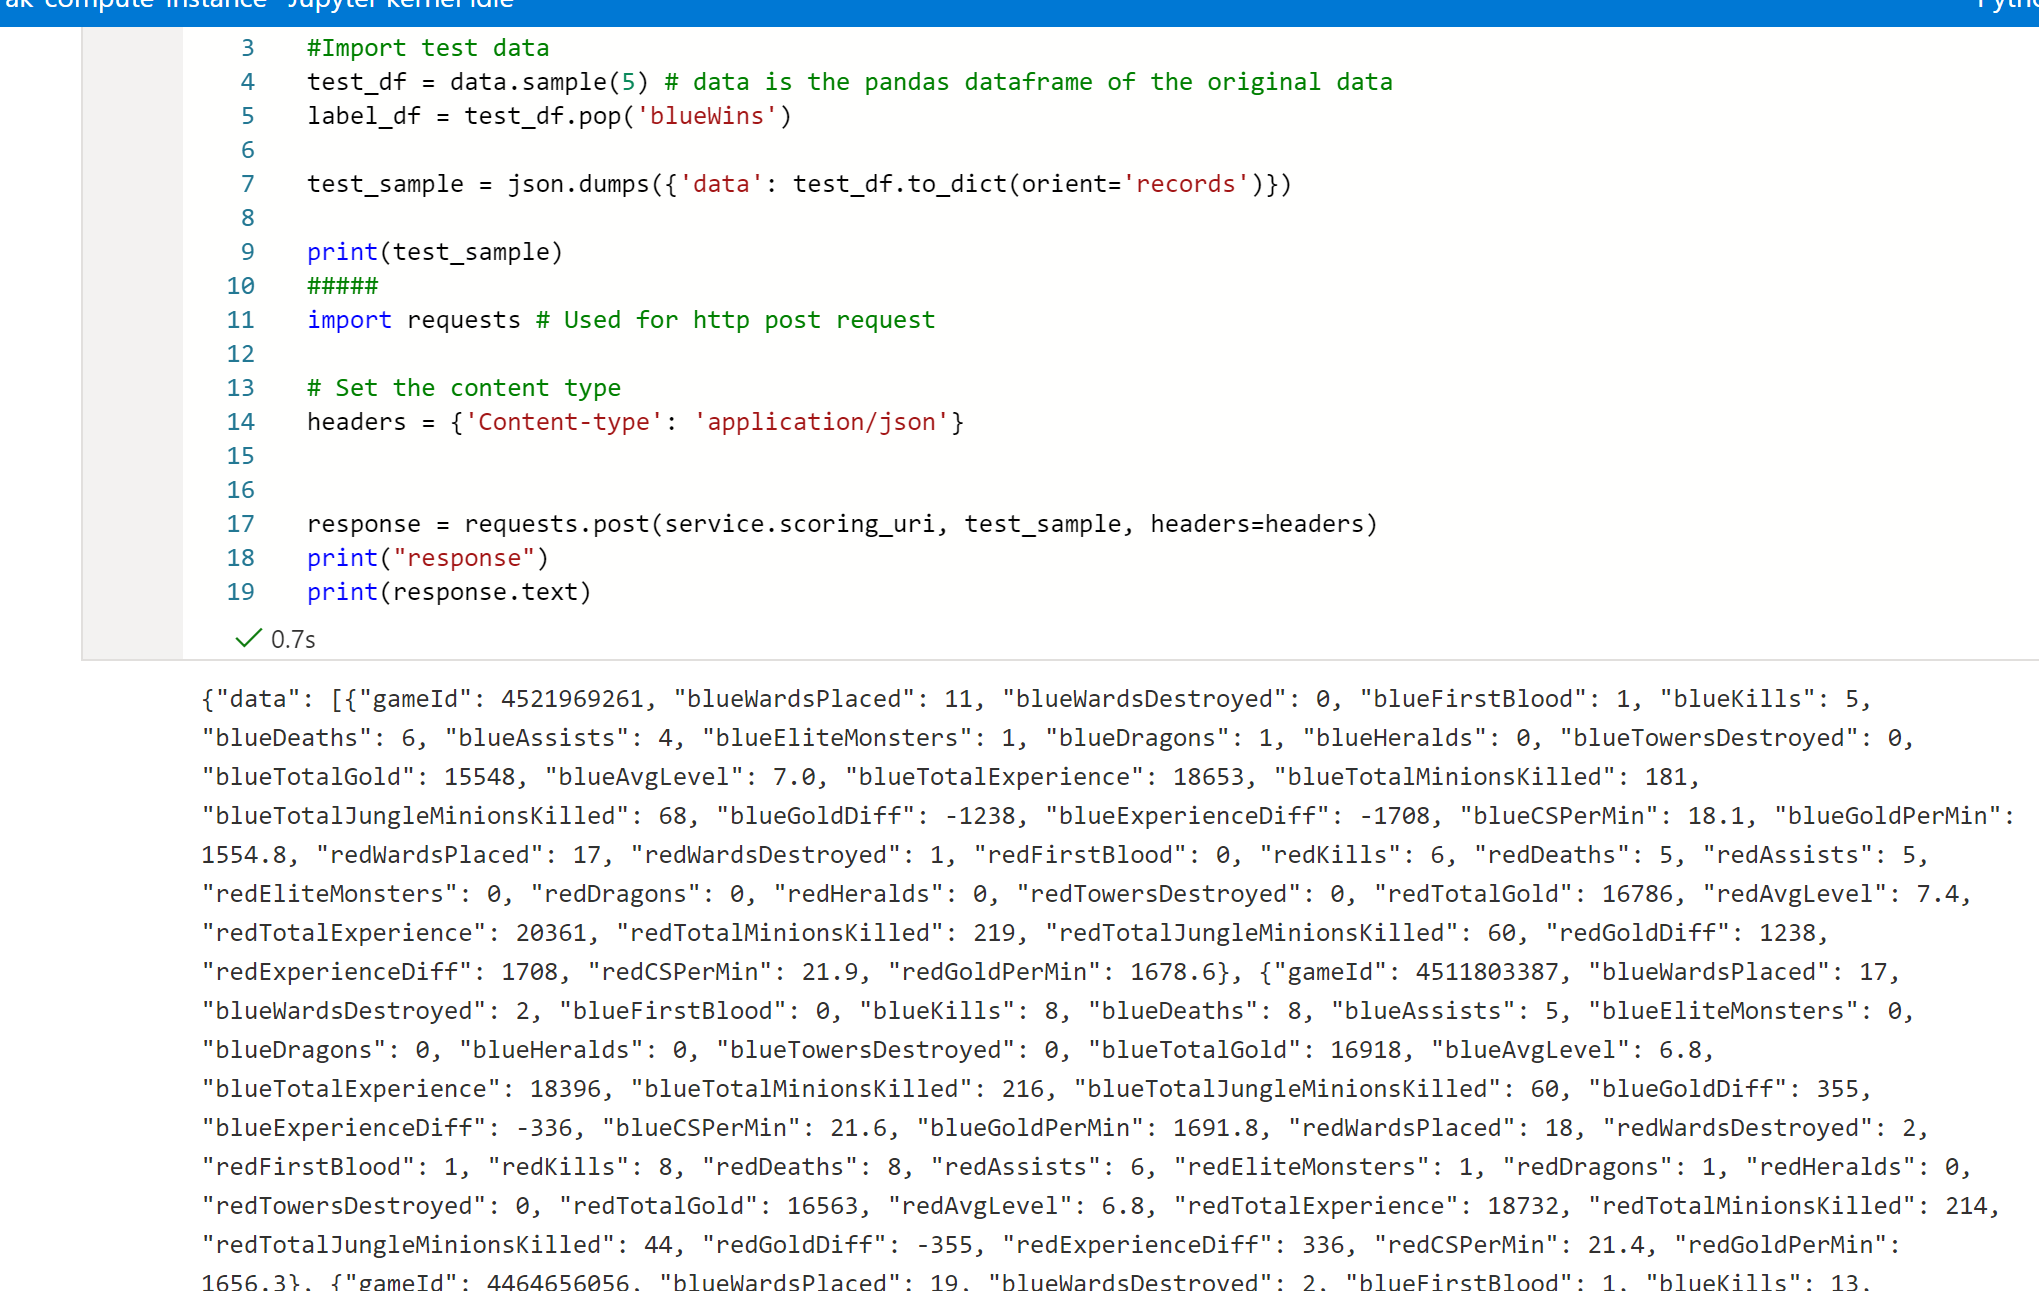 ak-compute-instance - Jupyter kernel idle
3 #Import test data
4 test_df = data.sample(5) # data is the pandas dataframe of the original data
5 label_df = test_df.pop('blueWins')
6
7 test_sample = json.dumps({'data': test_df.to_dict(orient='records')})
8
9 print(test_sample)
10 #####
11 import requests # Used for http post request
12
13 # Set the content type
14 headers = {'Content-type': 'application/json'}
15
16
17 response = requests.post(service.scoring_uri, test_sample, headers=headers)
18 print("response")
19 print(response.text)
0.7s
{"data": [{"gameId": 4521969261, "blueWardsPlaced": 11, "blueWardsDestroyed": 0, "blueFirstBlood": 1, "blueKills": 5,
"blueDeaths": 6, "blueAssists": 4, "blueEliteMonsters": 1, "blueDragons": 1, "blueHeralds": 0, "blueTowersDestroyed": 0,
"blueTotalGold": 15548, "blueAvgLevel": 7.0, "blueTotalExperience": 18653, "blueTotalMinionsKilled": 181,
"blueTotalJungleMinionsKilled": 68, "blueGoldDiff": -1238, "blueExperienceDiff": -1708, "blueCSPerMin": 18.1, "blueGoldPerMin":
1554.8, "redWardsPlaced": 17, "redWardsDestroyed": 1, "redFirstBlood": 0, "redKills": 6, "redDeaths": 5, "redAssists": 5,
"redEliteMonsters": 0, "redDragons": 0, "redHeralds": 0, "redTowersDestroyed": 0, "redTotalGold": 16786, "redAvgLevel": 7.4,
"redTotalExperience": 20361, "redTotalMinionsKilled": 219, "redTotalJungleMinionsKilled": 60, "redGoldDiff": 1238,
"redExperienceDiff": 1708, "redCSPerMin": 21.9, "redGoldPerMin": 1678.6}, {"gameId": 4511803387, "blueWardsPlaced": 17,
"blueWardsDestroyed": 2, "blueFirstBlood": 0, "blueKills": 8, "blueDeaths": 8, "blueAssists": 5, "blueEliteMonsters": 0,
"blueDragons": 0, "blueHeralds": 0, "blueTowersDestroyed": 0, "blueTotalGold": 16918, "blueAvgLevel": 6.8,
"blueTotalExperience": 18396, "blueTotalMinionsKilled": 216, "blueTotalJungleMinionsKilled": 60, "blueGoldDiff": 355,
"blueExperienceDiff": -336, "blueCSPerMin": 21.6, "blueGoldPerMin": 1691.8, "redWardsPlaced": 18, "redWardsDestroyed": 2,
"redFirstBlood": 1, "redKills": 8, "redDeaths": 8, "redAssists": 6, "redEliteMonsters": 1, "redDragons": 1, "redHeralds": 0,
"redTowersDestroyed": 0, "redTotalGold": 16563, "redAvgLevel": 6.8, "redTotalExperience": 18732, "redTotalMinionsKilled": 214,
"redTotalJungleMinionsKilled": 44, "redGoldDiff": -355, "redExperienceDiff": 336, "redCSPerMin": 21.4, "redGoldPerMin":
1656.3}, {"gameId": 4464656056, "blueWardsPlaced": 19, "blueWardsDestroyed": 2, "blueFirstBlood": 1, "blueKills": 13,